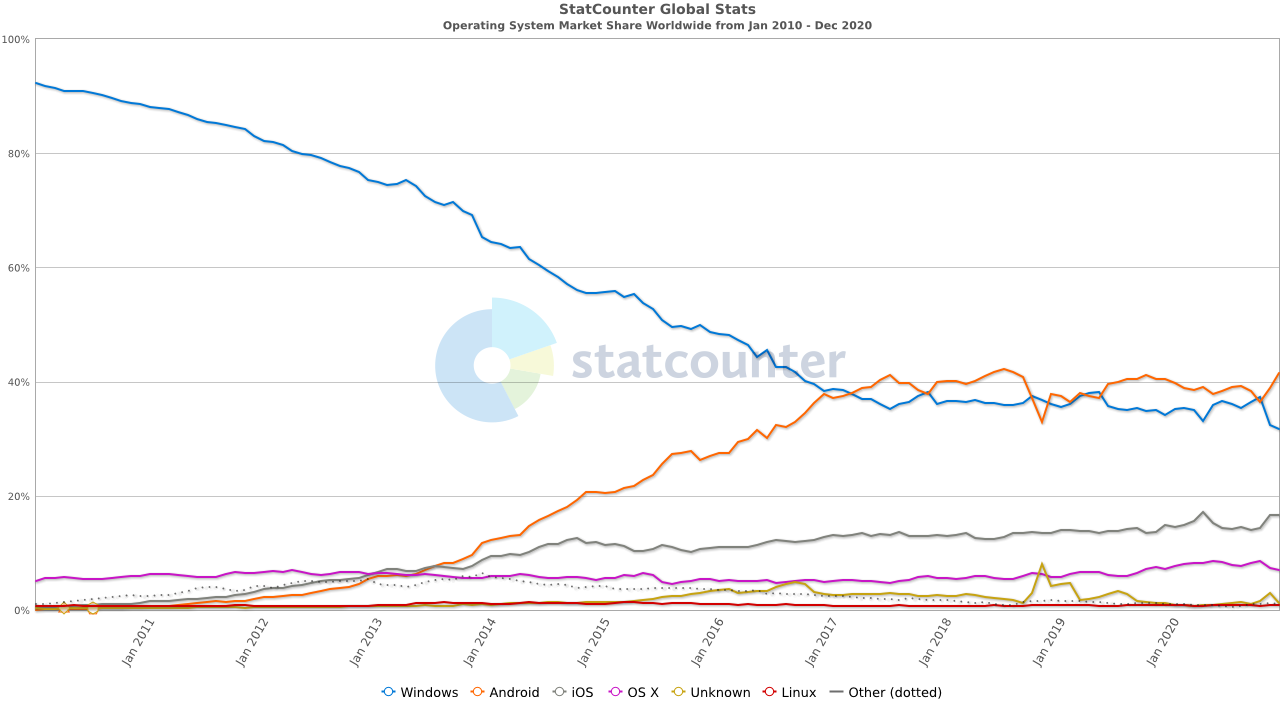 StatCounter Global Stats
Operating System Market Share Worldwide from Jan 2010 - Dec 2020
100%
80%
60%
40%
20%
0%
statcounter
Jan 2011
Jan 2012
Jan 2013
Jan 2014
Jan 2015
Jan 2016
Jan 2017
Jan 2018
Jan 2019
Jan 2020
Windows Android iOS OS X Unknown Linux Other (dotted)